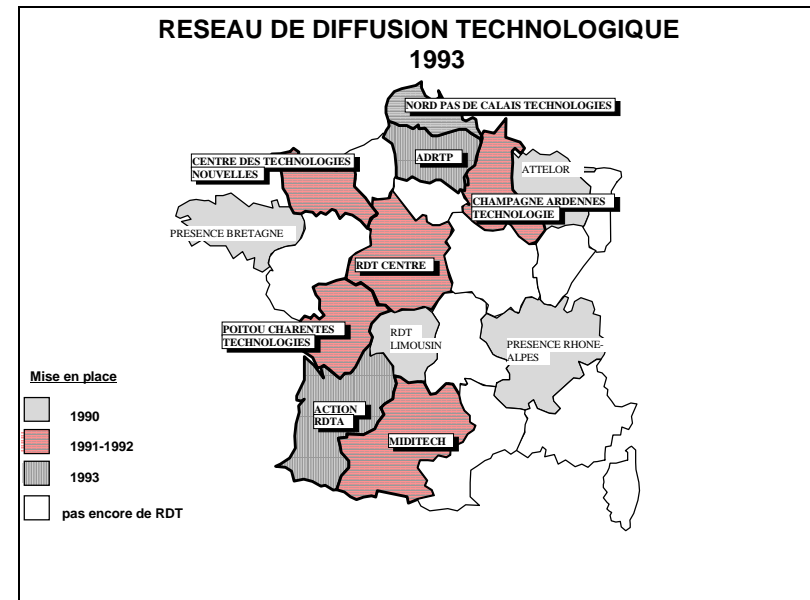 RESEAU DE DIFFUSION TECHNOLOGIQUE
1993
NORD PAS DE CALAIS TECHNOLOGIES
ADRTP
CENTRE DES TECHNOLOGIES
NOUVELLES
ATTELOR
CHAMPAGNE ARDENNES
TECHNOLOGIE
PRESENCE BRETAGNE
RDT CENTRE
POITOU CHARENTES
TECHNOLOGIES
RDT
LIMOUSIN
PRESENCE RHONE-
ALPES
ACTION
RDTA
MIDITECH
Mise en place
1990
1991-1992
1993
pas encore de RDT